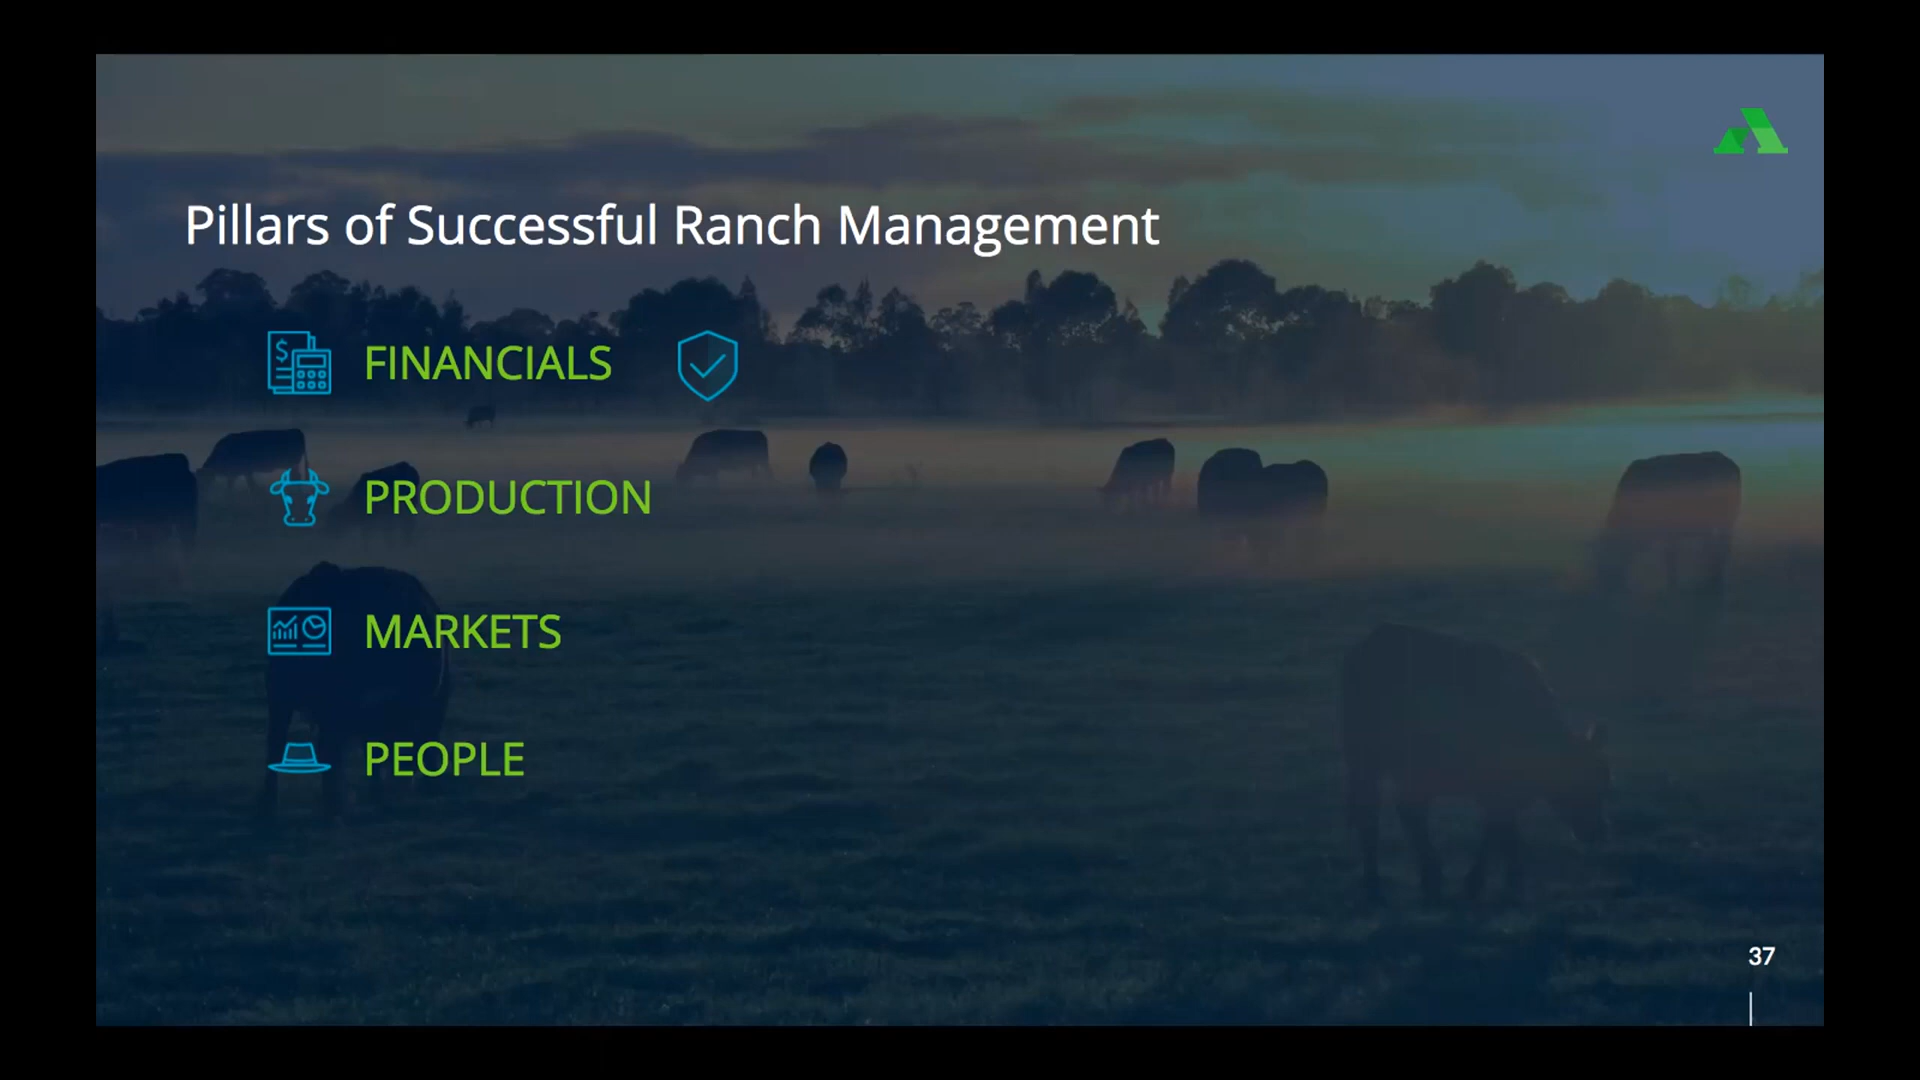 Pillars of Successful Ranch Management
FINANCIALS
PRODUCTION
MARKETS
PEOPLE
37